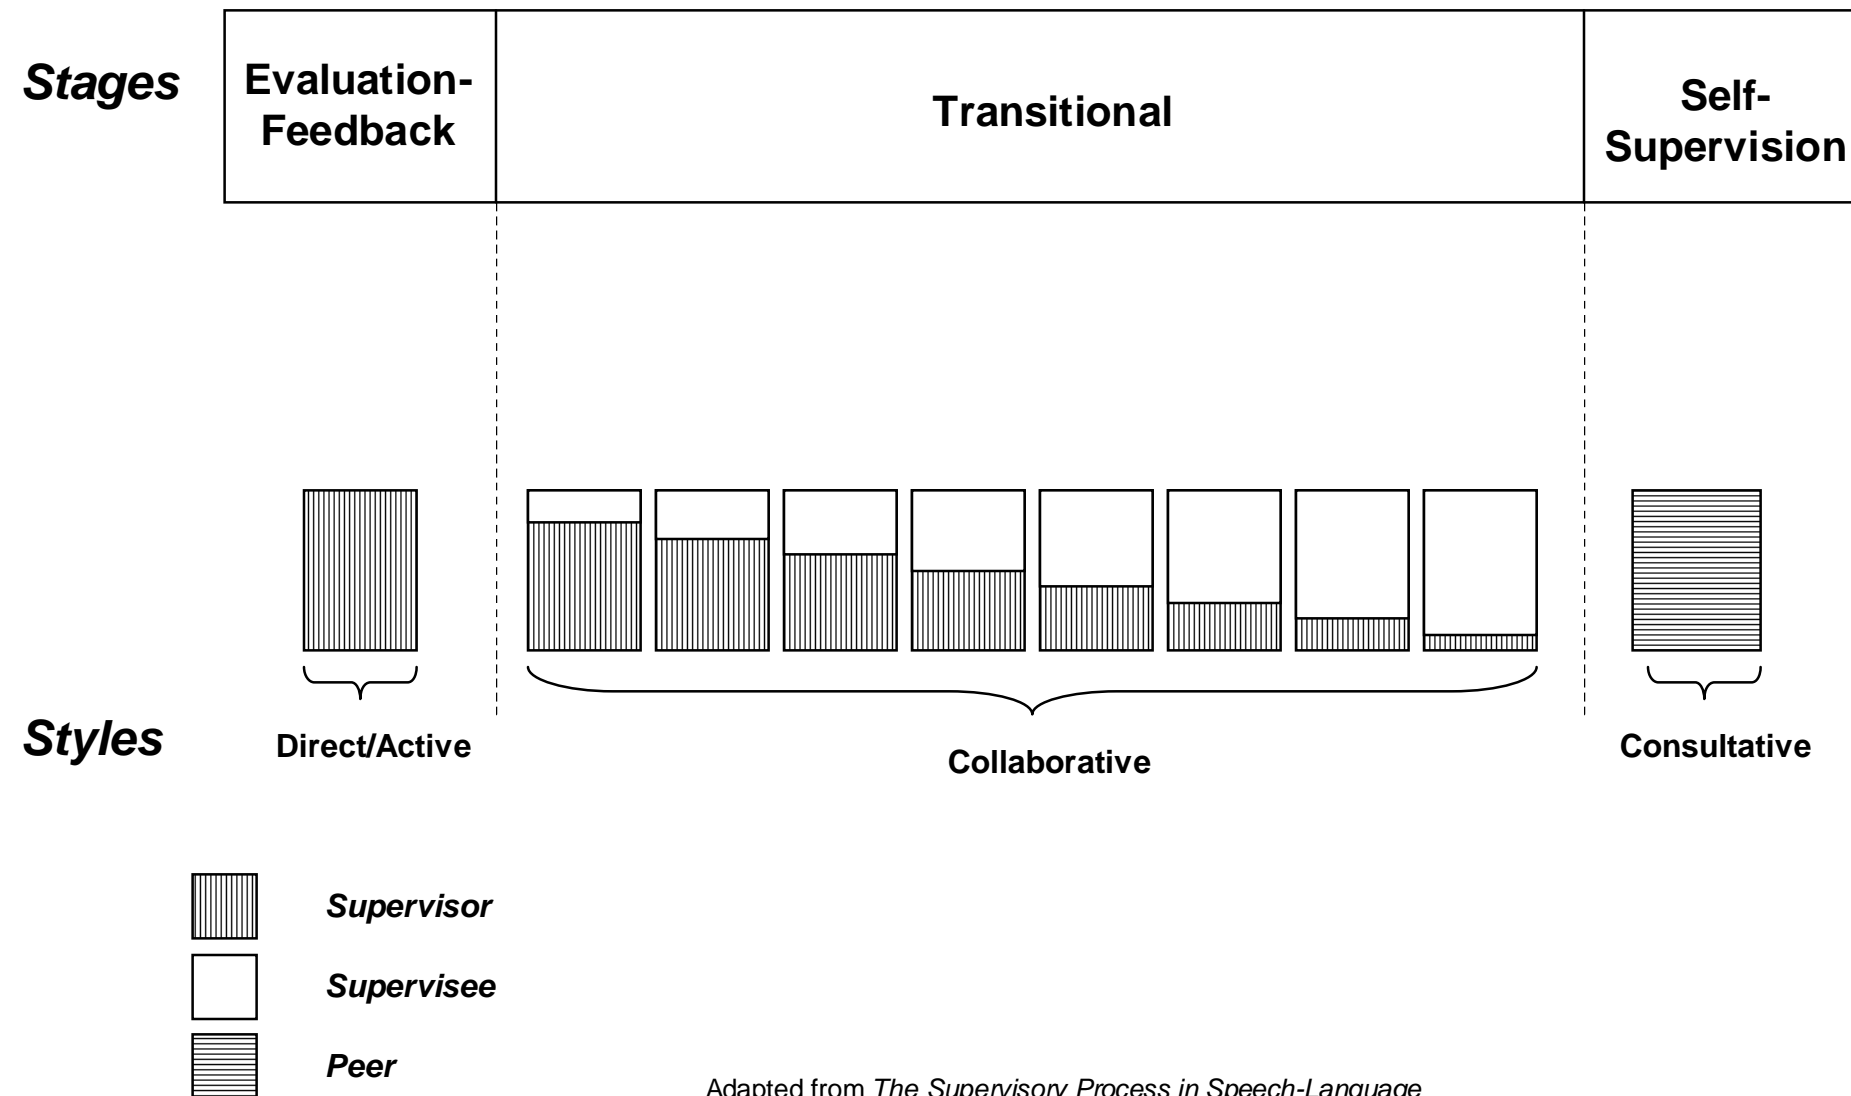 Stages
Evaluation-
Feedback
Transitional
Self-
Supervision
Styles
Direct/Active
Collaborative
Consultative
Supervisor
Supervisee
Peer
Adapted from The Supervisory Process in Speech-Language